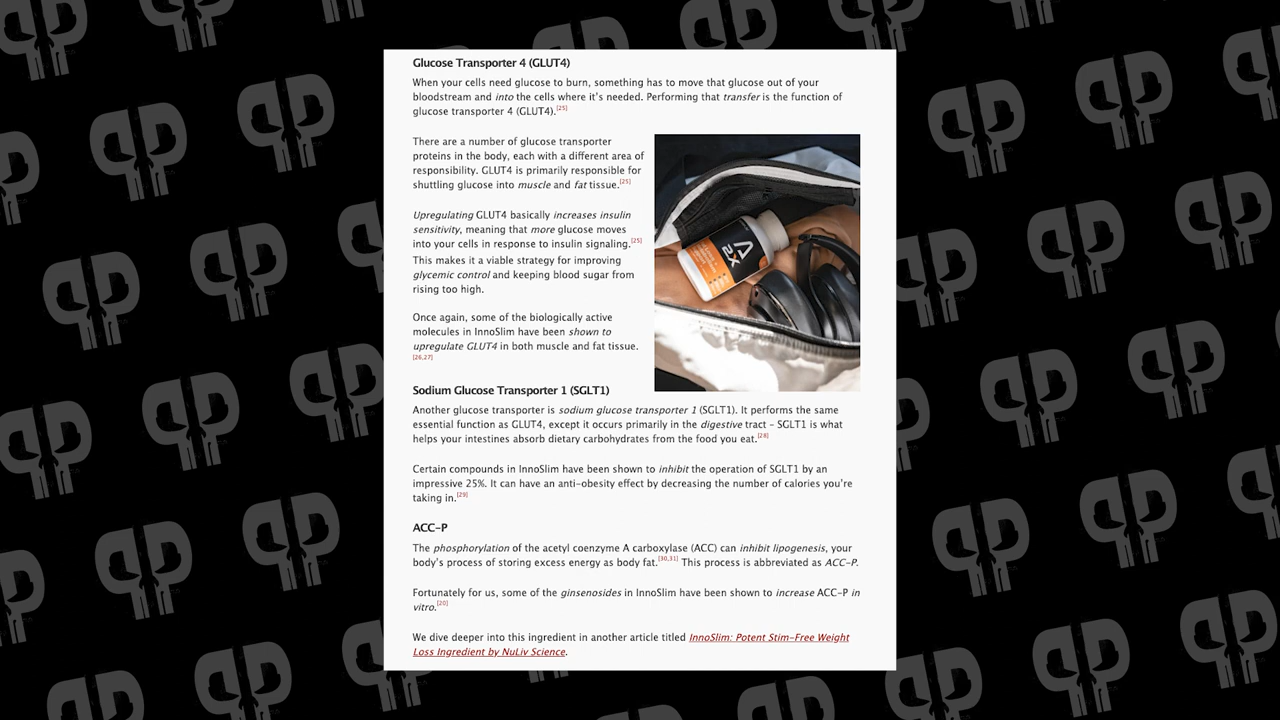 Glucose Transporter 4 (GLUT4)
When your cells need glucose to burn, something has to move that glucose out of your
bloodstream and into the cells where it's needed. Performing that transfer is the function of
glucose transporter 4 (GLUT4).[25]
There are a number of glucose transporter
proteins in the body, each with a different area of
responsibility. GLUT4 is primarily responsible for
shuttling glucose into muscle and fat tissue.[25]
Upregulating GLUT4 basically increases insulin
sensitivity, meaning that more glucose moves
into your cells in response to insulin signaling.[25]
This makes it a viable strategy for improving
glycemic control and keeping blood sugar from
rising too high.
Once again, some of the biologically active
molecules in InnoSlim have been shown to
upregulate GLUT4 in both muscle and fat tissue.
[26,27]
Sodium Glucose Transporter 1 (SGLT1)
Another glucose transporter is sodium glucose transporter 1 (SGLT1). It performs the same
essential function as GLUT4, except it occurs primarily in the digestive tract – SGLT1 is what
helps your intestines absorb dietary carbohydrates from the food you eat.[28]
Certain compounds in InnoSlim have been shown to inhibit the operation of SGLT1 by an
impressive 25%. It can have an anti-obesity effect by decreasing the number of calories you're
taking in.[29]
ACC-P
The phosphorylation of the acetyl coenzyme A carboxylase (ACC) can inhibit lipogenesis, your
body's process of storing excess energy as body fat.[30,31] This process is abbreviated as ACC-P.
Fortunately for us, some of the ginsenosides in InnoSlim have been shown to increase ACC-P in
vitro.[20]
We dive deeper into this ingredient in another article titled InnoSlim: Potent Stim-Free Weight
Loss Ingredient by NuLiv Science.